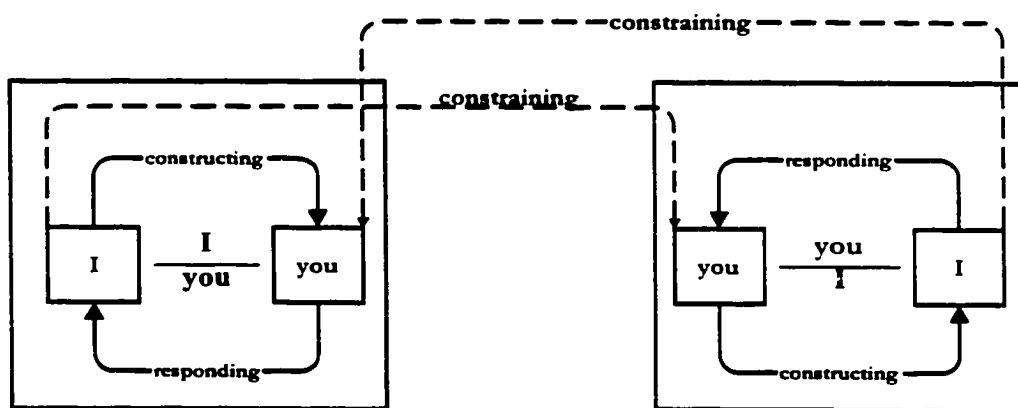 constraining
constraining
constructing
responding
I
I
you
you
you
you
I
I
responding
constructing